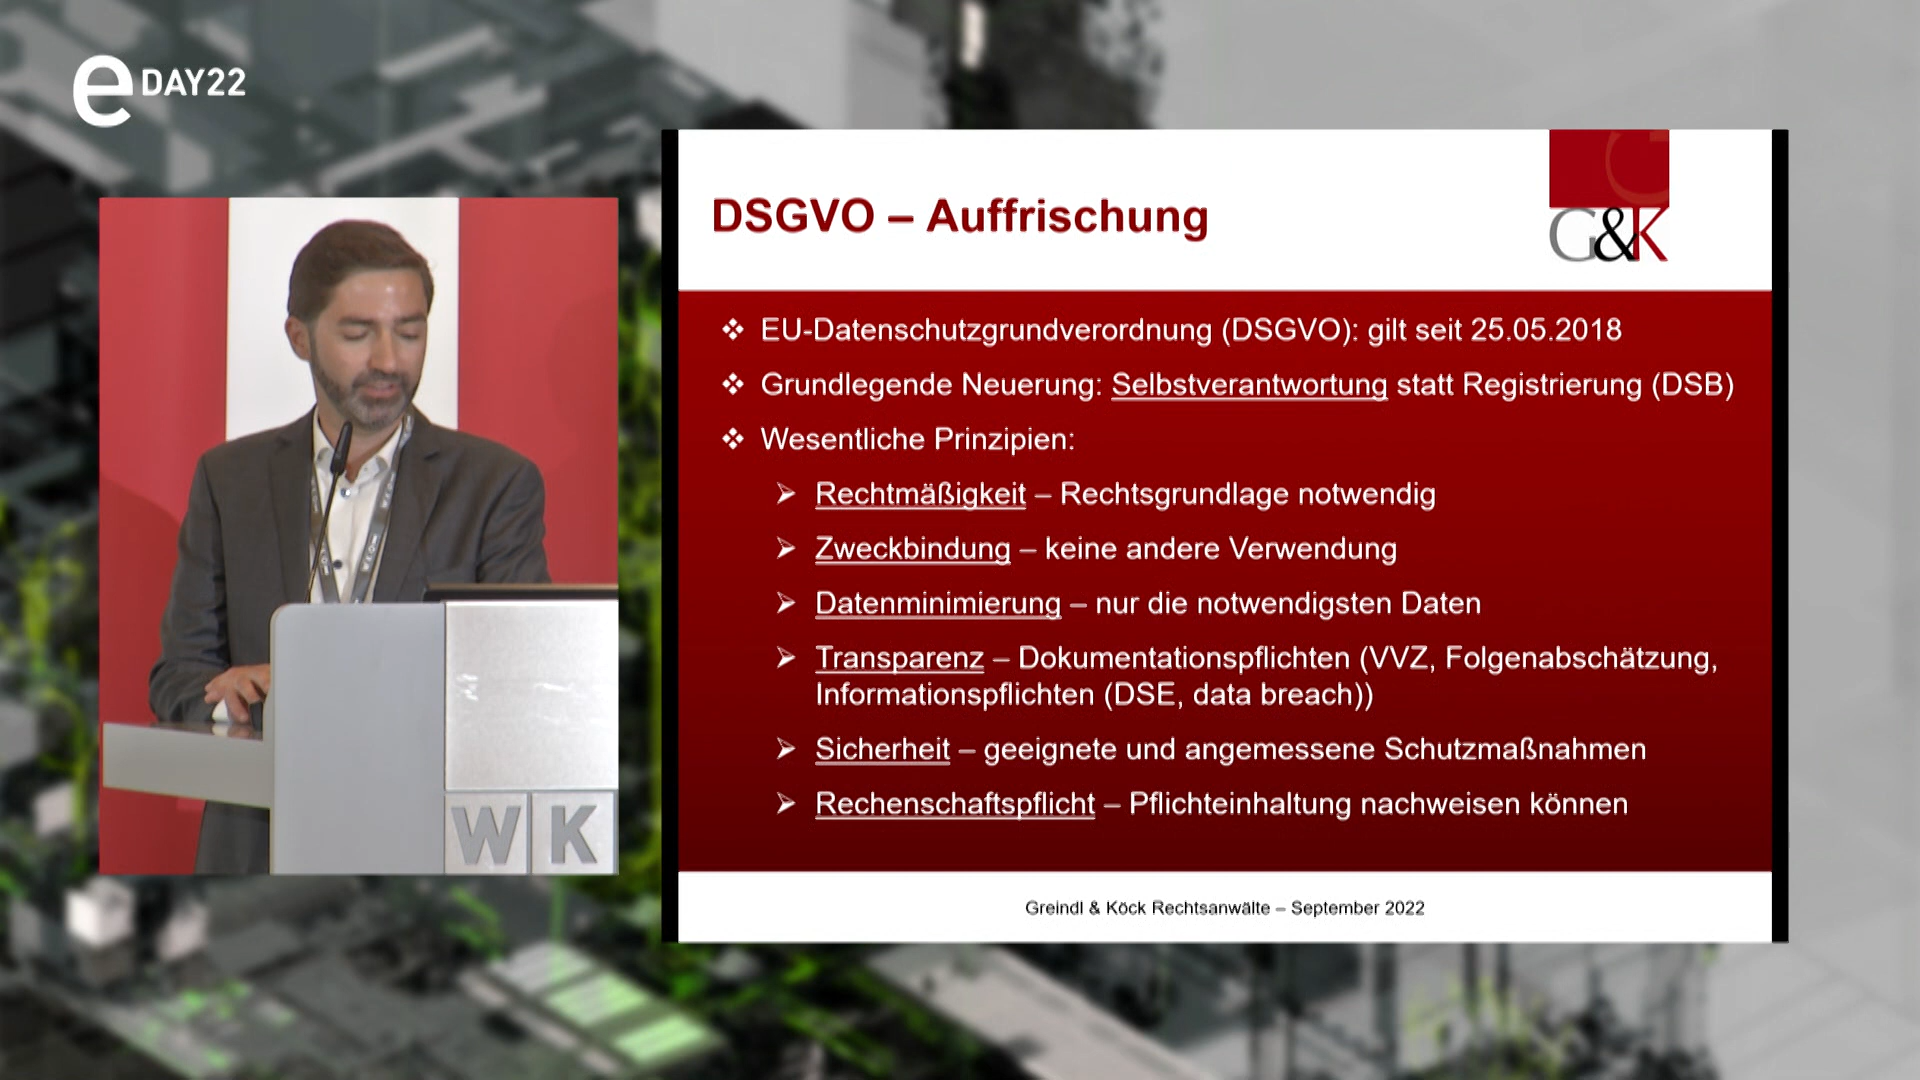 e DAY22
DSGVO – Auffrischung
G&K
❖ EU-Datenschutzgrundverordnung (DSGVO): gilt seit 25.05.2018
❖ Grundlegende Neuerung: Selbstverantwortung statt Registrierung (DSB)
❖ Wesentliche Prinzipien:
➢ Rechtmäßigkeit – Rechtsgrundlage notwendig
➢ Zweckbindung – keine andere Verwendung
➢ Datenminimierung – nur die notwendigsten Daten
➢ Transparenz – Dokumentationspflichten (VVZ, Folgenabschätzung,
Informationspflichten (DSE, data breach))
➢ Sicherheit – geeignete und angemessene Schutzmaßnahmen
➢ Rechenschaftspflicht – Pflichteinhaltung nachweisen können
Greindl & Köck Rechtsanwälte – September 2022
WK